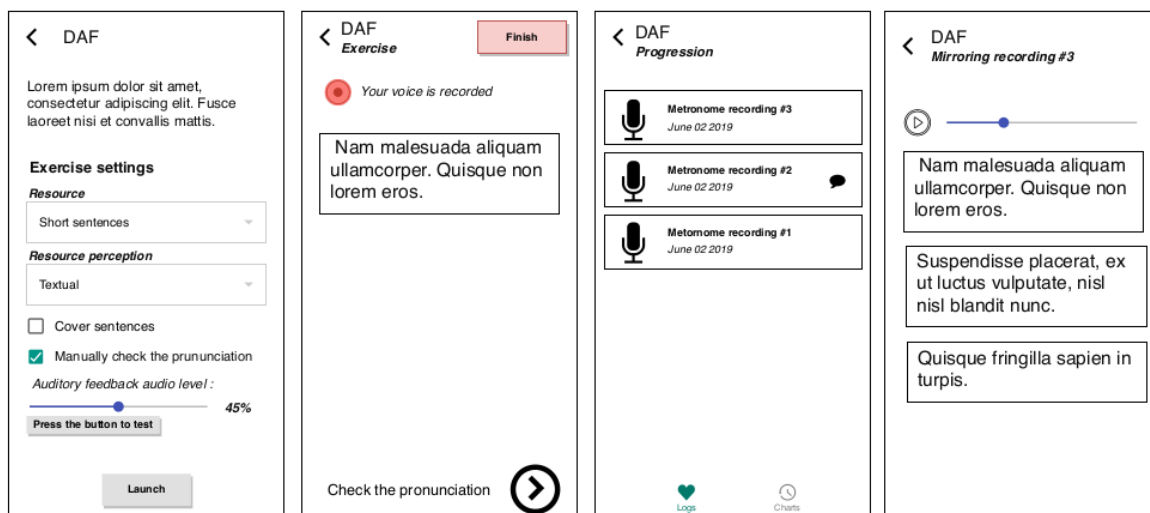 DAF
Lorem ipsum dolor sit amet,
consectetur adipiscing elit. Fusce
laoreet nisi et convallis mattis.
Exercise settings
Resource
Short sentences
Resource perception
Textual
Cover sentences
Manually check the prununciation
Auditory feedback audio level :
45%
Press the button to test
Launch
DAF
Exercise
Finish
Your voice is recorded
Nam malesuada aliquam
ullamcorper. Quisque non
lorem eros.
Check the pronunciation
DAF
Progression
Metronome recording #3
June 02 2019
Metronome recording #2
June 02 2019
Metornome recording #1
June 02 2019
Logs
Charts
DAF
Mirroring recording #3
Nam malesuada aliquam
ullamcorper. Quisque non
lorem eros.
Suspendisse placerat, ex
ut luctus vulputate, nisl
nisl blandit nunc.
Quisque fringilla sapien in
turpis.